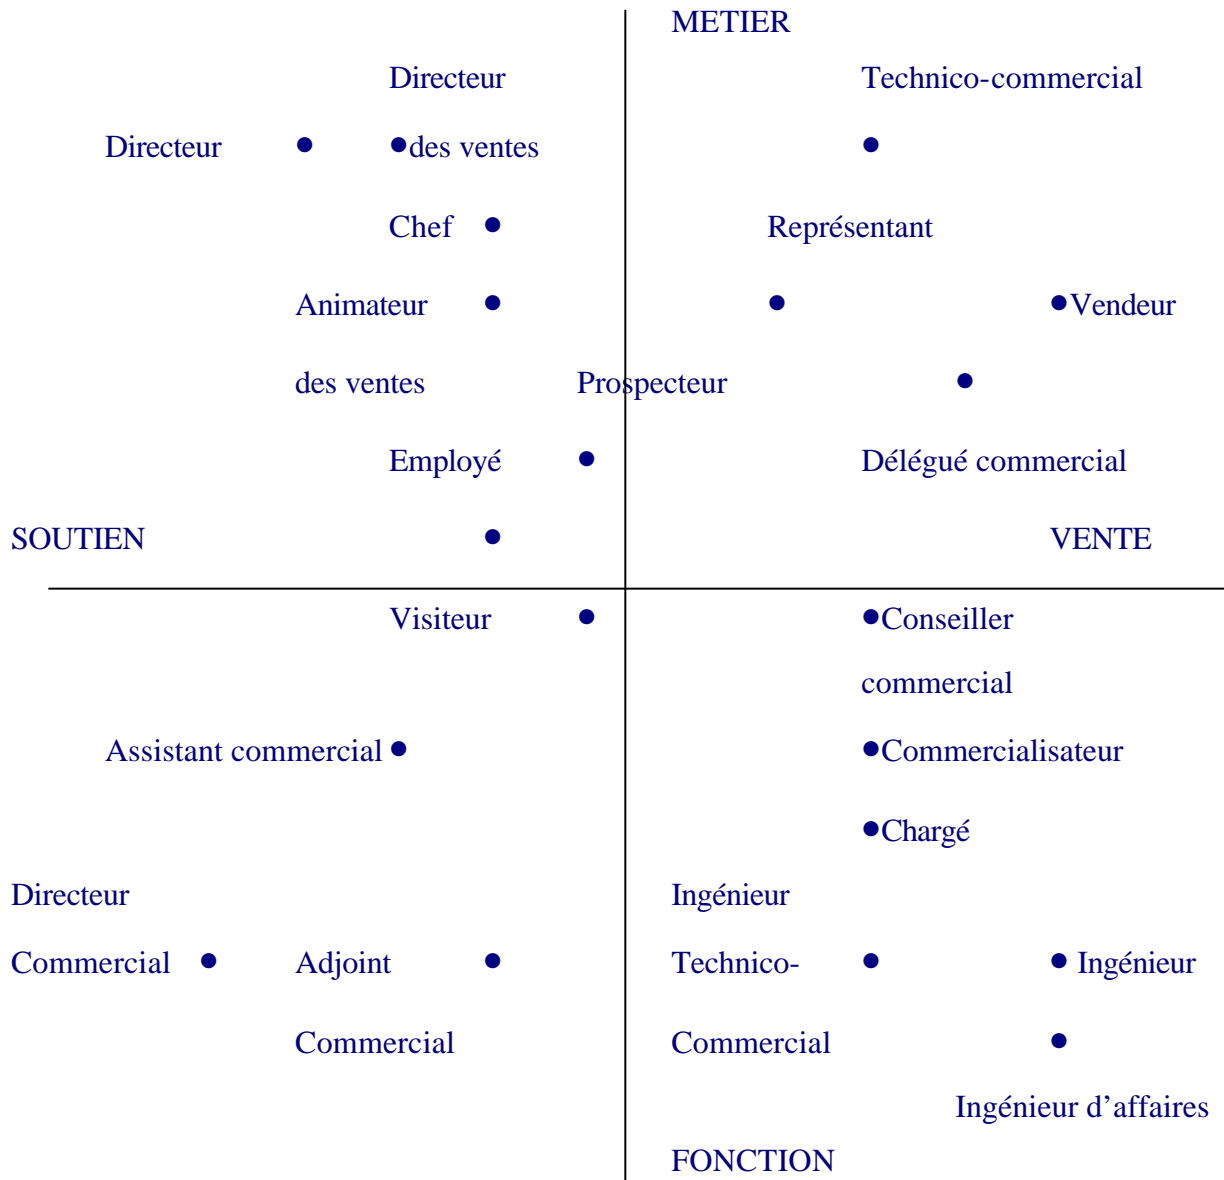 METIER
Directeur
Technico-commercial
Directeur
des ventes
Chef
Représentant
Animateur
Vendeur
des ventes
Prospecteur
Employé
Délégué commercial
SOUTIEN
VENTE
Visiteur
Conseiller
commercial
Assistant commercial
Commercialisateur
Chargé
Directeur
Ingénieur
Commercial
Adjoint
Technico-
Ingénieur
Commercial
Commercial
Ingénieur d’affaires
FONCTION